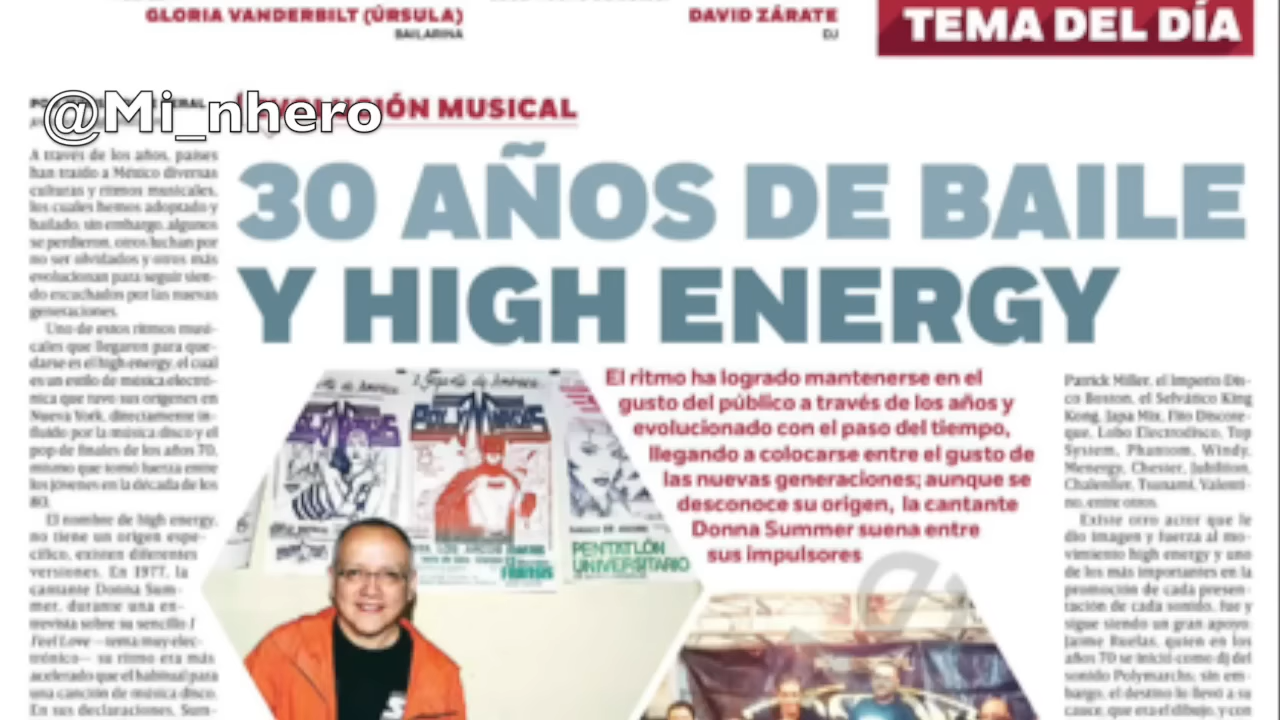 GLORIA VANDERBILT (ÚRSULA)
BAILARINA
DAVID ZÁRATE
DJ
TEMA DEL DÍA
@Mi_nhero
MUSICAL
30 AÑOS DE BAILE
Y HIGH ENERGY
A través de los años, países
han traído a México diversas
culturas y ritmos musicales,
los cuales hemos adoptado y
bailado, sin embargo, algunos
se perdieron, otros luchan por
no ser olvidados y otros más
evolucionan para seguir sien-
do escuchados por las nuevas
generaciones.
Uno de estos ritmos musi-
cales que llegaron para que-
darse es el high energy, el cual
es un estilo de música electró-
nica que tuvo sus orígenes en
Nueva York, directamente in-
fluido por la música disco y el
pop de finales de los años 70,
mismo que tomó fuerza entre
los jóvenes en la década de los
80.
El nombre de high energy,
no tiene un origen espe-
cífico, existen diferentes
versiones. En 1977, la
cantante Donna Sum-
mer, durante una en-
trevista sobre su sencillo I
Feel Love —tema muy elec-
trónico— su ritmo era más
acelerado que el habitual para
una canción de música disco.
En sus declaraciones, Sum-
El ritmo ha logrado mantenerse en el
gusto del público a través de los años y
evolucionado con el paso del tiempo,
llegando a colocarse entre el gusto de
las nuevas generaciones; aunque se
desconoce su origen, la cantante
Donna Summer suena entre
sus impulsores
POLYMARCHS
PENTATLÓN
UNIVERSITARIO
Patrick Miller, el Imperio Dis-
co Boston, el Selvático King
Kong, Japa Mix, Fito Discote-
que, Lobo Electrodisco, Top
System, Phantom, Windy,
Menergy, Chester, Jubilition,
Chalenller, Tsunami, Valenti-
no, entre otros.
Existe otro actor que le
dio imagen y fuerza al mo-
vimiento high energy y uno
de los más importantes en la
promoción de cada presen-
tación de cada sonido, fue y
sigue siendo un gran apoyo:
Jaime Ruelas, quien en los
años 70 se inició como dj del
sonido Polymarchs; sin em-
bargo, el destino lo llevó a su
cauce, que era el dibujo, y con